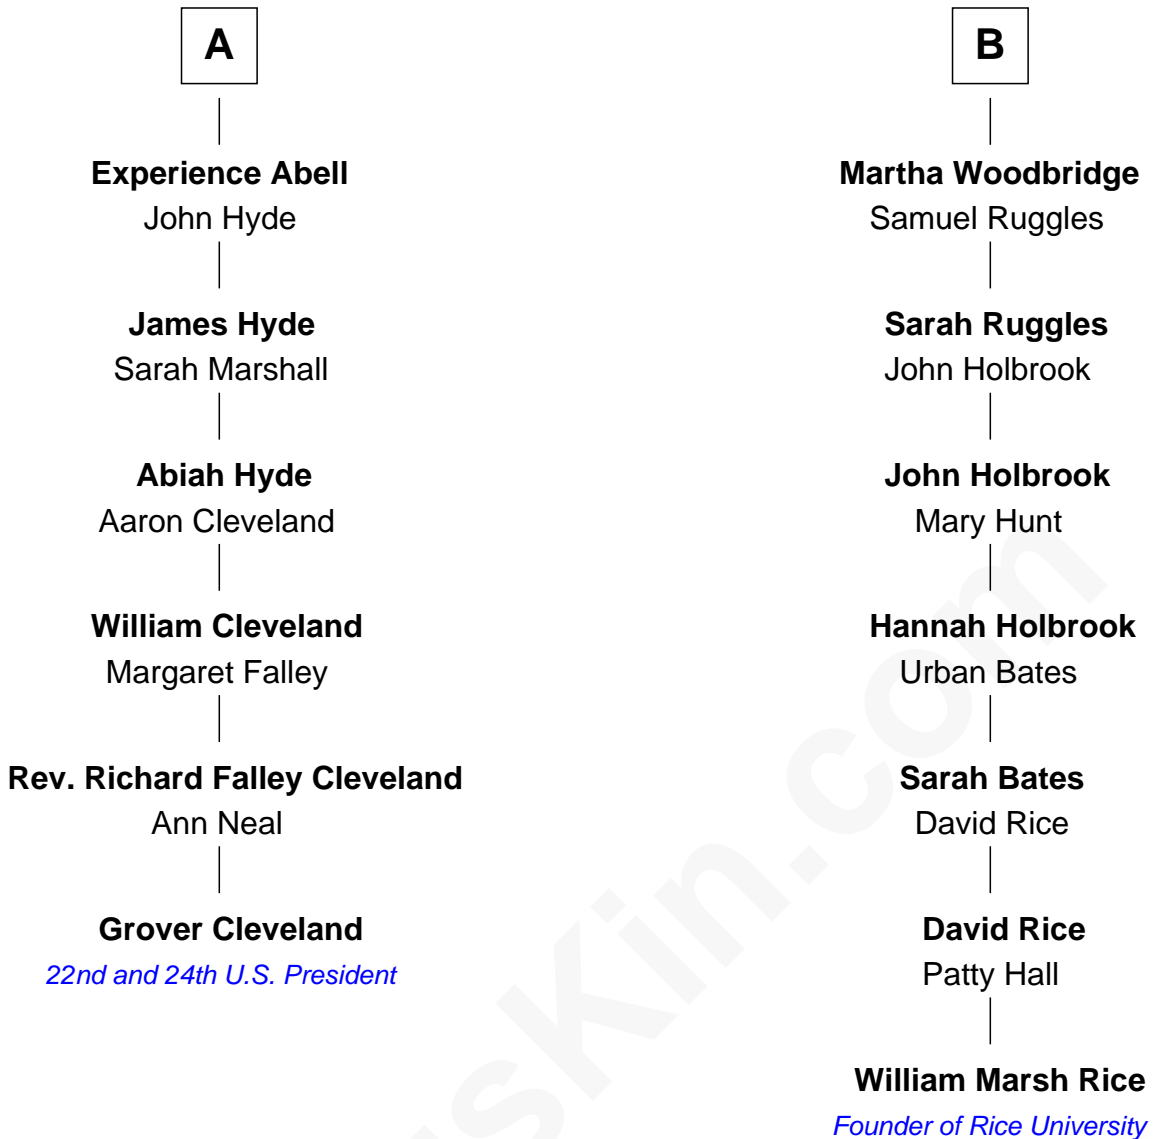 A
Experience Abell
John Hyde
James Hyde
Sarah Marshall
Abiah Hyde
Aaron Cleveland
William Cleveland
Margaret Falley
Rev. Richard Falley Cleveland
Ann Neal
Grover Cleveland
22nd and 24th U.S. President
B
Martha Woodbridge
Samuel Ruggles
Sarah Ruggles
John Holbrook
John Holbrook
Mary Hunt
Hannah Holbrook
Urban Bates
Sarah Bates
David Rice
David Rice
Patty Hall
William Marsh Rice
Founder of Rice University
sKin.com